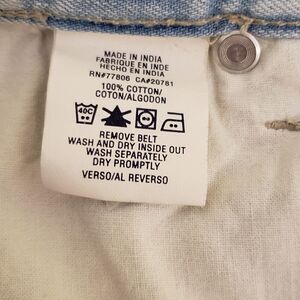 MADE IN INDIA
FABRIQUE EN INDE
HECHO EN INDIA
RN#77806 CA#20781
100% COTTON/
COTON/ALGODON
40C
REMOVE BELT
WASH AND DRY INSIDE OUT
WASH SEPARATELY
DRY PROMPTLY
VERSO/AL REVERSO